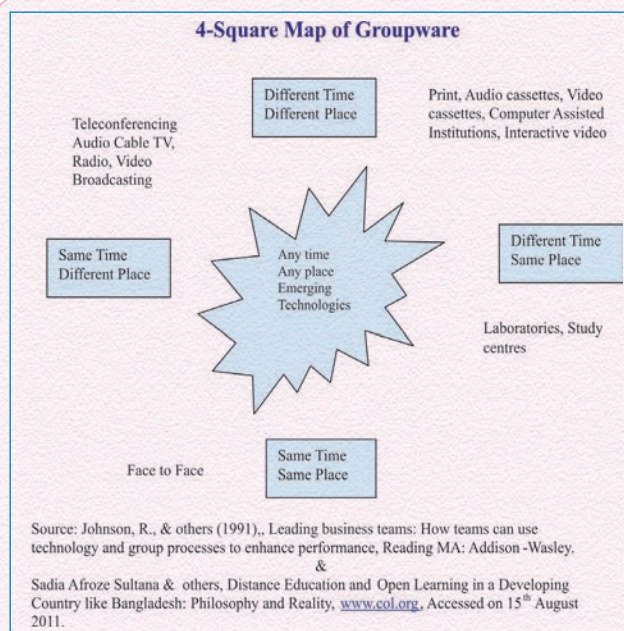 4-Square Map of Groupware
Different Time
Different Place
Print, Audio cassettes, Video
cassettes, Computer Assisted
Institutions, Interactive video
Teleconferencing
Audio Cable TV,
Radio, Video
Broadcasting
Any time
Any place
Emerging
Technologies
Same Time
Different Place
Different Time
Same Place
Laboratories, Study
centres
Face to Face
Same Time
Same Place
Source: Johnson, R., & others (1991),, Leading business teams: How teams can use
technology and group processes to enhance performance, Reading MA: Addison -Wasley.
&
Sadia Afroze Sultana & others, Distance Education and Open Learning in a Developing
Country like Bangladesh: Philosophy and Reality, www.col.org, Accessed on 15th August
2011.